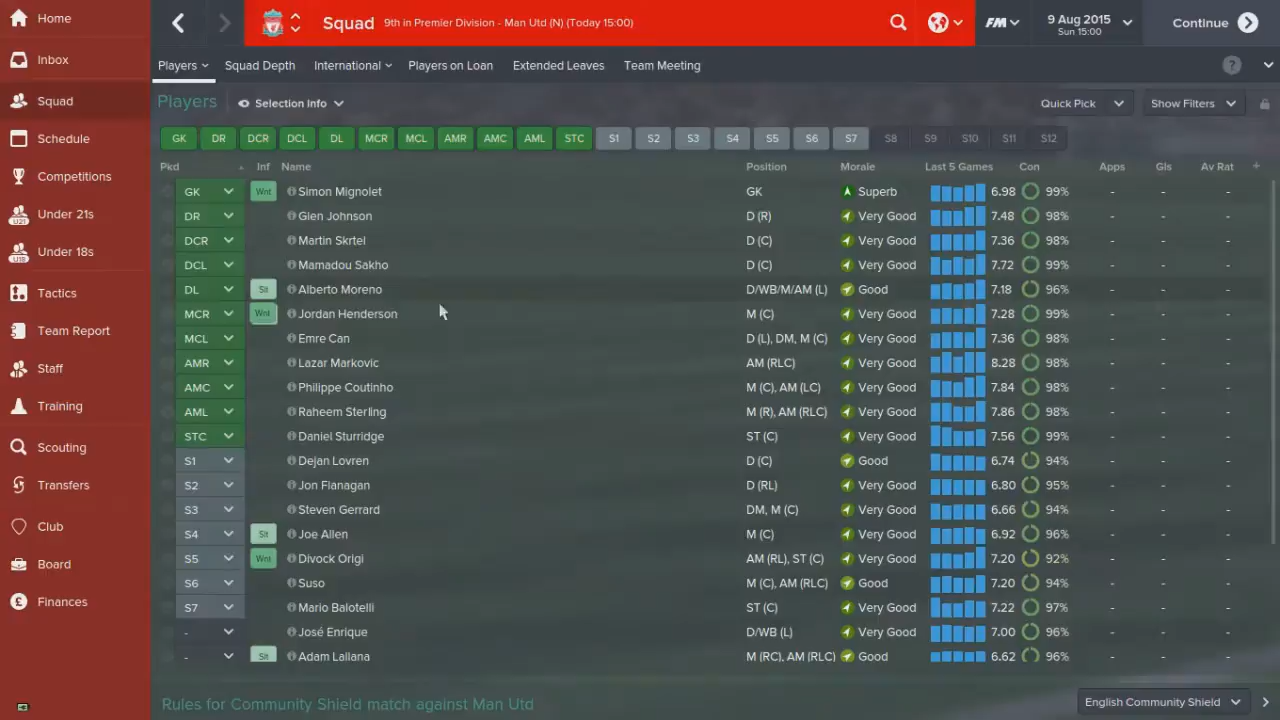 Home
Inbox
Squad
Schedule
Competitions
Under 21s
Under 18s
Tactics
Team Report
Staff
Training
Scouting
Transfers
Club
Board
Finances
Squad 9th in Premier Division - Man Utd (N) (Today 15:00)
FM
9 Aug 2015
Sun 15:00
Continue
Players Squad Depth International Players on Loan Extended Leaves Team Meeting
Players Selection Info Quick Pick Show Filters
GK DR DCR DCL DL MCR MCL AMR AMC AML STC S1 S2 S3 S4 S5 S6 S7 S8 S9 S10 S11 S12
Pkd Inf Name Position Morale Last 5 Games Con Apps Gls Av Rat +
GK Wnt Simon Mignolet GK Superb 6.98 99% - - -
DR Glen Johnson D (R) Very Good 7.48 98% - - -
DCR Martin Skrtel D (C) Very Good 7.36 98% - - -
DCL Mamadou Sakho D (C) Very Good 7.72 99% - - -
DL Slt Alberto Moreno D/WB/M/AM (L) Good 7.18 96% - - -
MCR Wnt Jordan Henderson M (C) Very Good 7.28 99% - - -
MCL Emre Can D (L), DM, M (C) Very Good 7.36 98% - - -
AMR Lazar Markovic AM (RLC) Very Good 8.28 98% - - -
AMC Philippe Coutinho M (C), AM (LC) Very Good 7.84 98% - - -
AML Raheem Sterling M (R), AM (RLC) Very Good 7.86 98% - - -
STC Daniel Sturridge ST (C) Very Good 7.56 99% - - -
S1 Dejan Lovren D (C) Good 6.74 94% - - -
S2 Jon Flanagan D (RL) Very Good 6.80 95% - - -
S3 Steven Gerrard DM, M (C) Very Good 6.66 94% - - -
S4 Slt Joe Allen M (C) Very Good 6.92 96% - - -
S5 Wnt Divock Origi AM (RL), ST (C) Very Good 7.20 92% - - -
S6 Suso M (C), AM (RLC) Good 7.20 94% - - -
S7 Mario Balotelli ST (C) Very Good 7.22 97% - - -
- José Enrique D/WB (L) Very Good 7.00 96% - - -
- Slt Adam Lallana M (RC), AM (RLC) Good 6.62 96% - - -
Rules for Community Shield match against Man Utd
English Community Shield